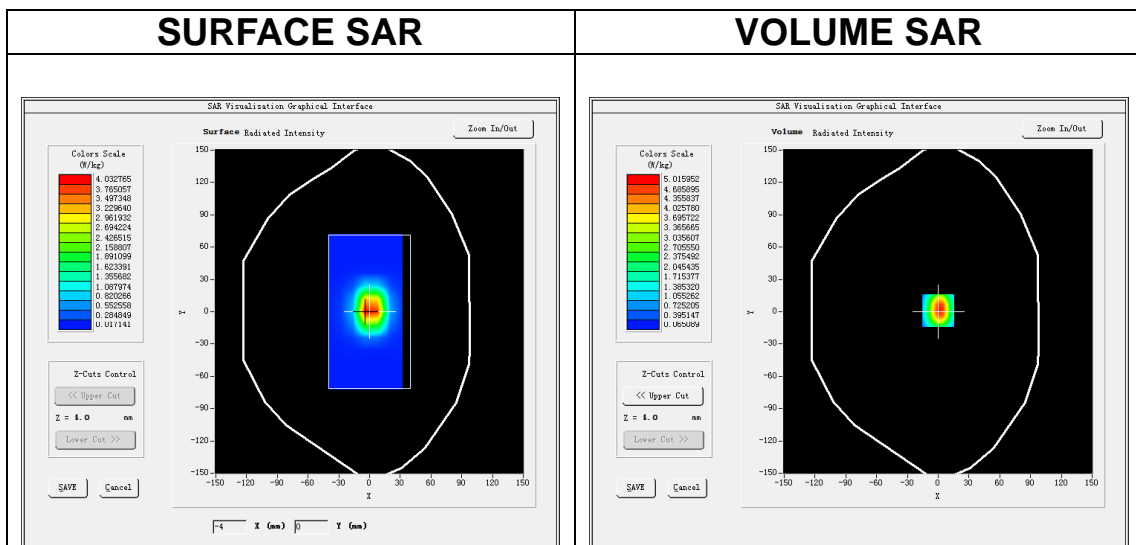 SURFACE SAR
VOLUME SAR
SAR Visualisation Graphical Interface
Surface Radiated Intensity
Zoom In/Out
Colors Scale
(W/kg)
4.032765
3.765057
3.497348
3.229640
2.961932
2.694224
2.426515
2.158807
1.891099
1.623391
1.355682
1.087974
0.820266
0.552558
0.284849
0.017141
Z-Cuts Control
<< Upper Cut
Z = 4.0 mm
Lower Cut >>
SAVE
Cancel
150
120
90
60
30
0
-30
-60
-90
-120
-150
Y
-150 -120 -90 -60 -30 0 30 60 90 120 150
X
-4 X (mm) 0 Y (mm)
SAR Visualisation Graphical Interface
Volume Radiated Intensity
Zoom In/Out
Colors Scale
(W/kg)
5.015952
4.685895
4.355837
4.025780
3.695722
3.365665
3.035607
2.705550
2.375492
2.045435
1.715377
1.385320
1.055262
0.725205
0.395147
0.065089
Z-Cuts Control
<< Upper Cut
Z = 4.0 mm
Lower Cut >>
SAVE
Cancel
150
120
90
60
30
0
-30
-60
-90
-120
-150
Y
-150 -120 -90 -60 -30 0 30 60 90 120 150
X